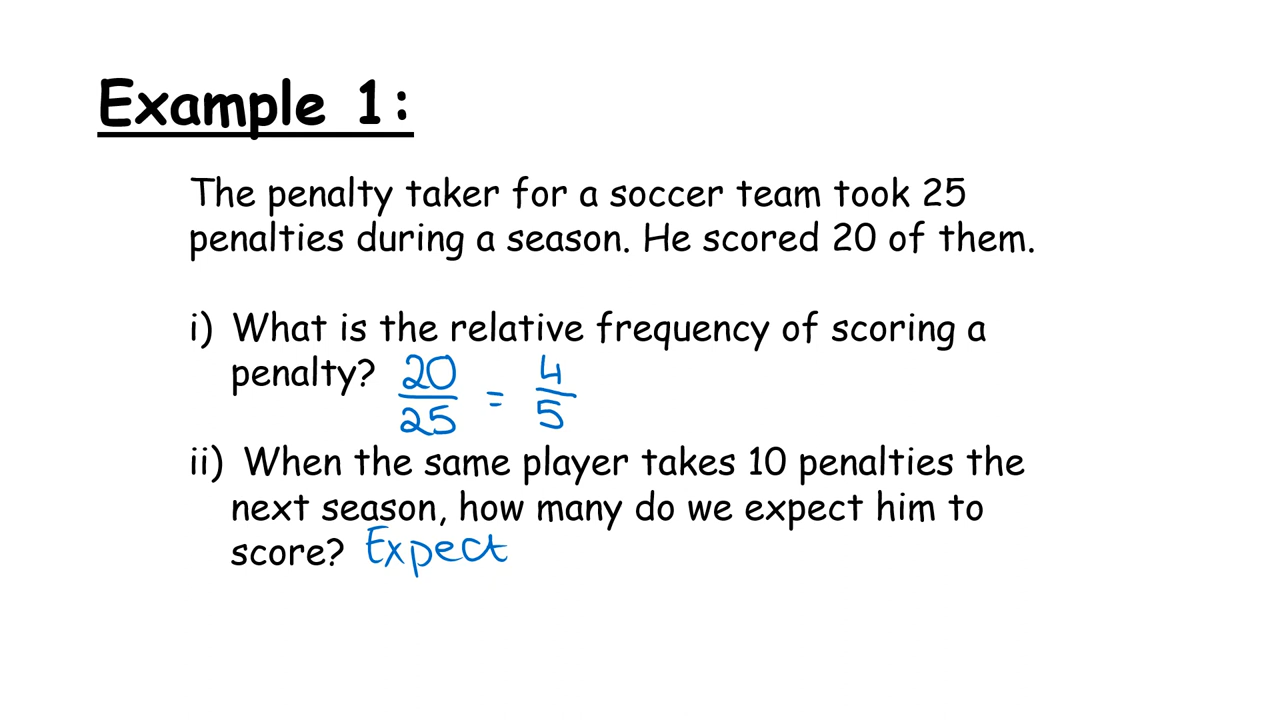 Example 1:
The penalty taker for a soccer team took 25
penalties during a season. He scored 20 of them.
i) What is the relative frequency of scoring a
penalty? 20/25 = 4/5
ii) When the same player takes 10 penalties the
next season, how many do we expect him to
score? Expect